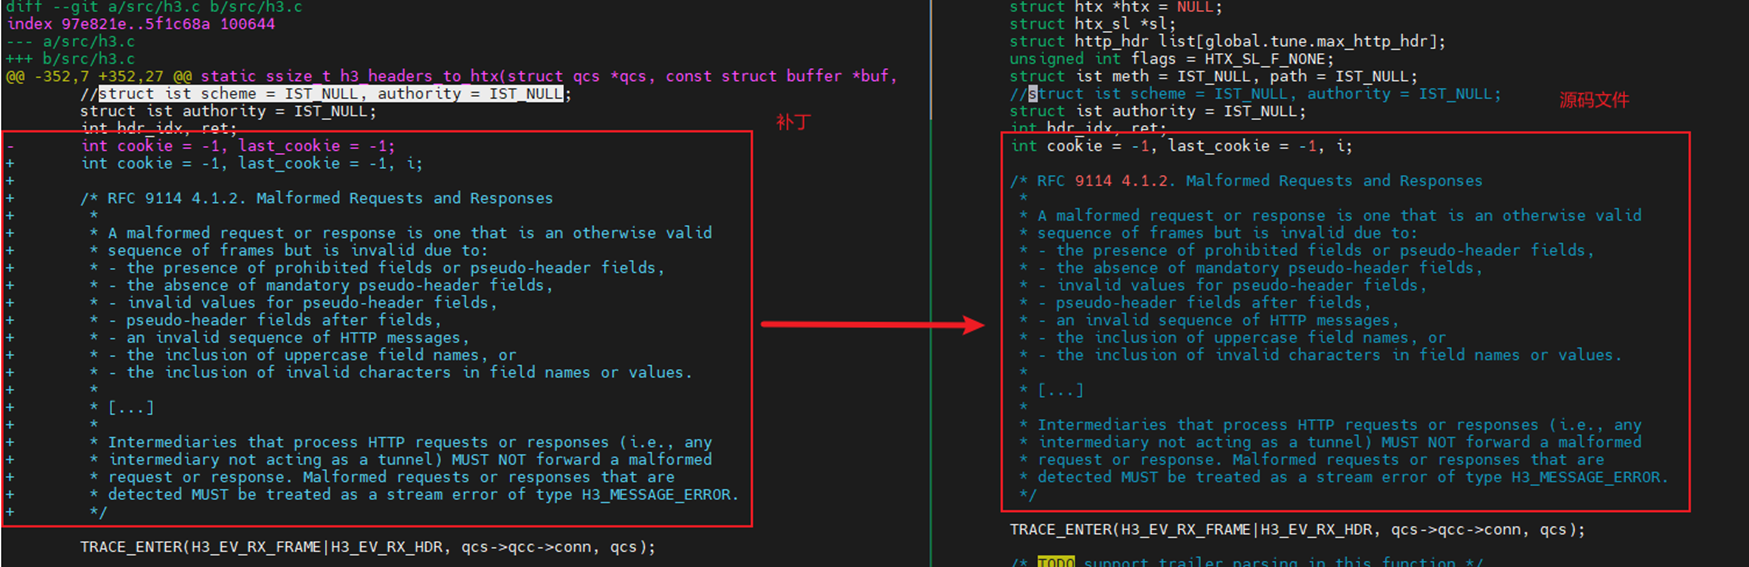 diff --git a/src/h3.c b/src/h3.c
index 97e821e..5f1c68a 100644
--- a/src/h3.c
+++ b/src/h3.c
@@ -352,7 +352,27 @@ static ssize_t h3_headers_to_htx(struct qcs *qcs, const struct buffer *buf,
//struct ist scheme = IST_NULL, authority = IST_NULL;
struct ist authority = IST_NULL;
int hdr_idx, ret;
- int cookie = -1, last_cookie = -1;
+ int cookie = -1, last_cookie = -1, i;
+
+ /* RFC 9114 4.1.2. Malformed Requests and Responses
+ *
+ * A malformed request or response is one that is an otherwise valid
+ * sequence of frames but is invalid due to:
+ * - the presence of prohibited fields or pseudo-header fields,
+ * - the absence of mandatory pseudo-header fields,
+ * - invalid values for pseudo-header fields,
+ * - pseudo-header fields after fields,
+ * - an invalid sequence of HTTP messages,
+ * - the inclusion of uppercase field names, or
+ * - the inclusion of invalid characters in field names or values.
+ *
+ * [...]
+ *
+ * Intermediaries that process HTTP requests or responses (i.e., any
+ * intermediary not acting as a tunnel) MUST NOT forward a malformed
+ * request or response. Malformed requests or responses that are
+ * detected MUST be treated as a stream error of type H3_MESSAGE_ERROR.
+ */
TRACE_ENTER(H3_EV_RX_FRAME|H3_EV_RX_HDR, qcs->qcc->conn, qcs);
补丁
struct htx *htx = NULL;
struct htx_sl *sl;
struct http_hdr list[global.tune.max_http_hdr];
unsigned int flags = HTX_SL_F_NONE;
struct ist meth = IST_NULL, path = IST_NULL;
//struct ist scheme = IST_NULL, authority = IST_NULL;
struct ist authority = IST_NULL;
int hdr_idx, ret;
int cookie = -1, last_cookie = -1, i;
/* RFC 9114 4.1.2. Malformed Requests and Responses
*
* A malformed request or response is one that is an otherwise valid
* sequence of frames but is invalid due to:
* - the presence of prohibited fields or pseudo-header fields,
* - the absence of mandatory pseudo-header fields,
* - invalid values for pseudo-header fields,
* - pseudo-header fields after fields,
* - an invalid sequence of HTTP messages,
* - the inclusion of uppercase field names, or
* - the inclusion of invalid characters in field names or values.
*
* [...]
*
* Intermediaries that process HTTP requests or responses (i.e., any
* intermediary not acting as a tunnel) MUST NOT forward a malformed
* request or response. Malformed requests or responses that are
* detected MUST be treated as a stream error of type H3_MESSAGE_ERROR.
*/
TRACE_ENTER(H3_EV_RX_FRAME|H3_EV_RX_HDR, qcs->qcc->conn, qcs);
/* TODO support trailer parsing in this function */
源码文件